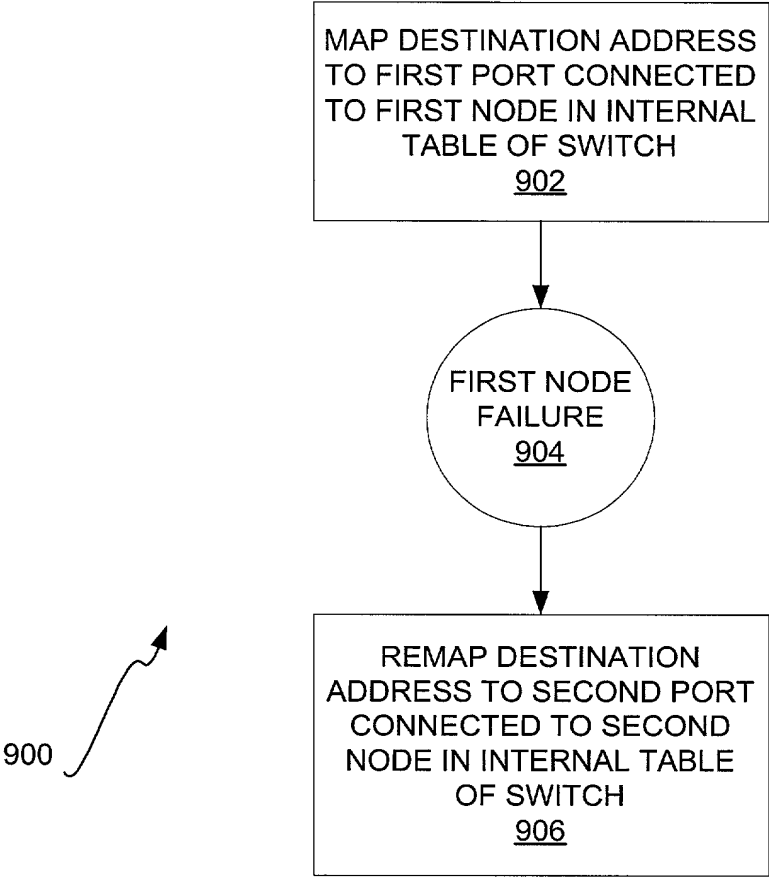 MAP DESTINATION ADDRESS
TO FIRST PORT CONNECTED
TO FIRST NODE IN INTERNAL
TABLE OF SWITCH
902
FIRST NODE
FAILURE
904
REMAP DESTINATION
ADDRESS TO SECOND PORT
CONNECTED TO SECOND
NODE IN INTERNAL TABLE
OF SWITCH
906
900